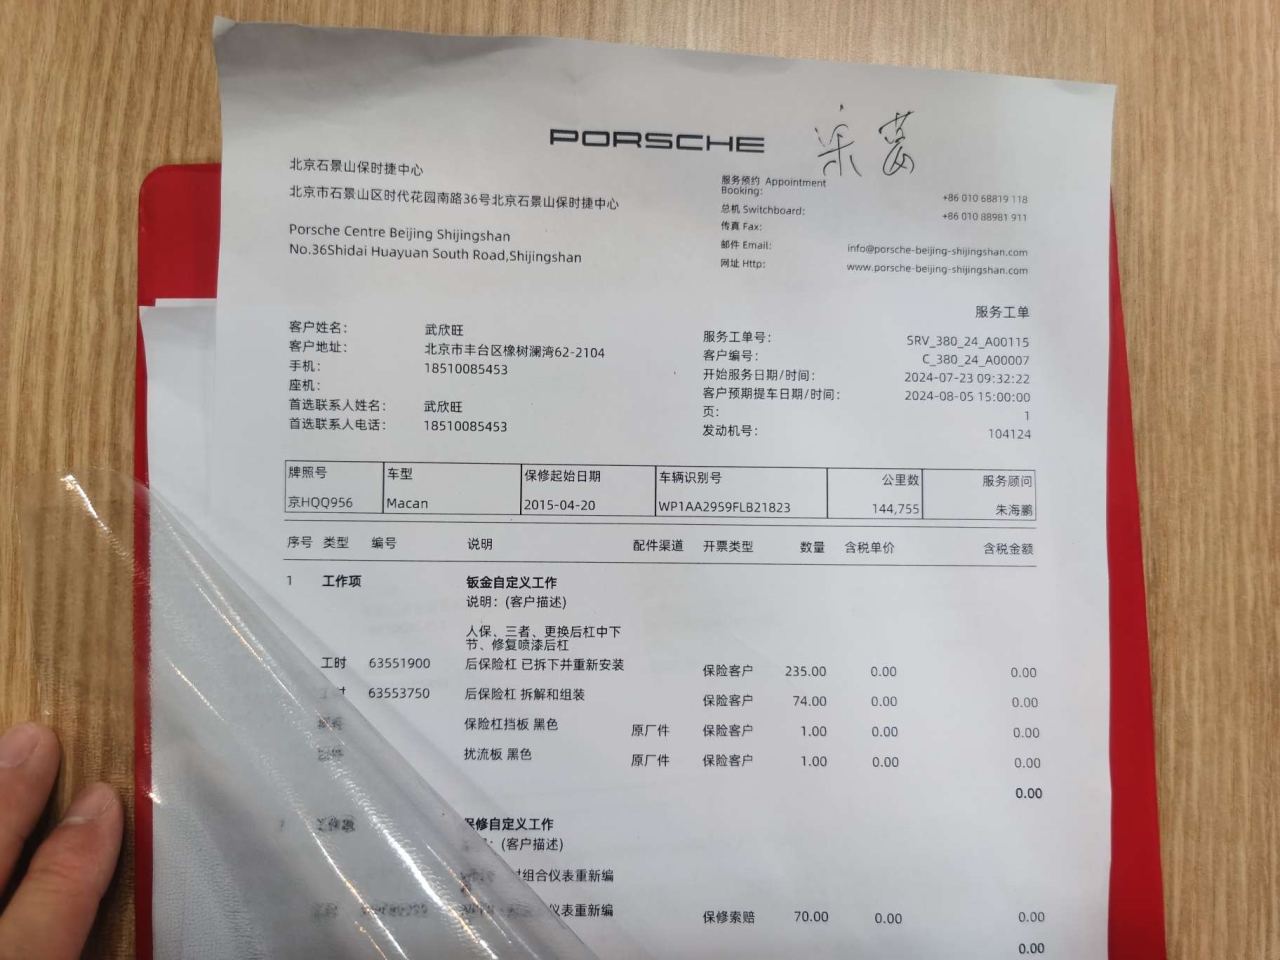 PORSCHE
北京石景山保时捷中心
北京市石景山区时代花园南路36号北京石景山保时捷中心
Porsche Centre Beijing Shijingshan
No.36Shidai Huayuan South Road,Shijingshan
服务预约 Appointment Booking: +86 010 68819 118
总机 Switchboard: +86 010 88981 911
传真 Fax:
邮件 Email: info@porsche-beijing-shijingshan.com
网址 Http: www.porsche-beijing-shijingshan.com
服务工单
客户姓名: 武欣旺
客户地址: 北京市丰台区橡树澜湾62-2104
手机: 18510085453
座机:
首选联系人姓名: 武欣旺
首选联系人电话: 18510085453
服务工单号: SRV_380_24_A00115
客户编号: C_380_24_A00007
开始服务日期/时间: 2024-07-23 09:32:22
客户预期提车日期/时间: 2024-08-05 15:00:00
页: 1
发动机号: 104124
牌照号 车型 保修起始日期 车辆识别号 公里数 服务顾问
京HQQ956 Macan 2015-04-20 WP1AA2959FLB21823 144,755 朱海鹏
序号 类型 编号 说明 配件渠道 开票类型 数量 含税单价 含税金额
1 工作项 钣金自定义工作
说明: (客户描述)
人保、三者、更换后杠中下
节、修复喷漆后杠
工时 63551900 后保险杠 已拆下并重新安装 保险客户 235.00 0.00 0.00
63553750 后保险杠 拆解和组装 保险客户 74.00 0.00 0.00
保险杠挡板 黑色 原厂件 保险客户 1.00 0.00 0.00
扰流板 黑色 原厂件 保险客户 1.00 0.00 0.00
0.00
保修自定义工作
(客户描述)
组合仪表重新编
仪表重新编 保修索赔 70.00 0.00 0.00
0.00